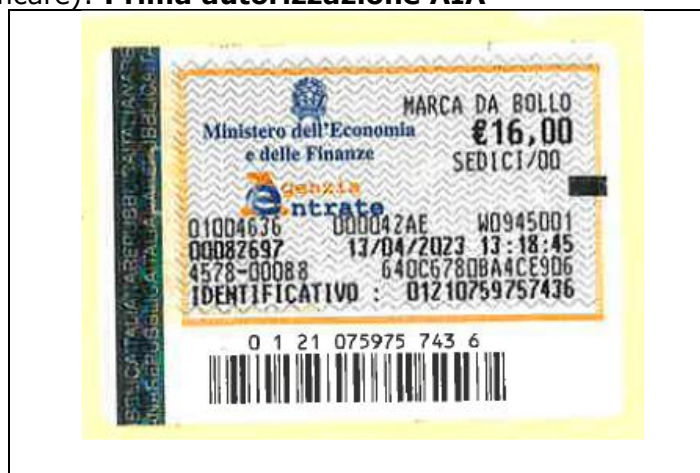 Prima autorizzazione AIA
MARCA DA BOLLO
Ministero dell'Economia
e delle Finanze
€16,00
SEDICI/00
Agenzia
Entrate
01004636 000042AE W0945001
00082697 13/04/2023 13:18:45
4578-00088 640C6780BA4CE906
IDENTIFICATIVO : 01210759757436
0 1 21 075975 743 6